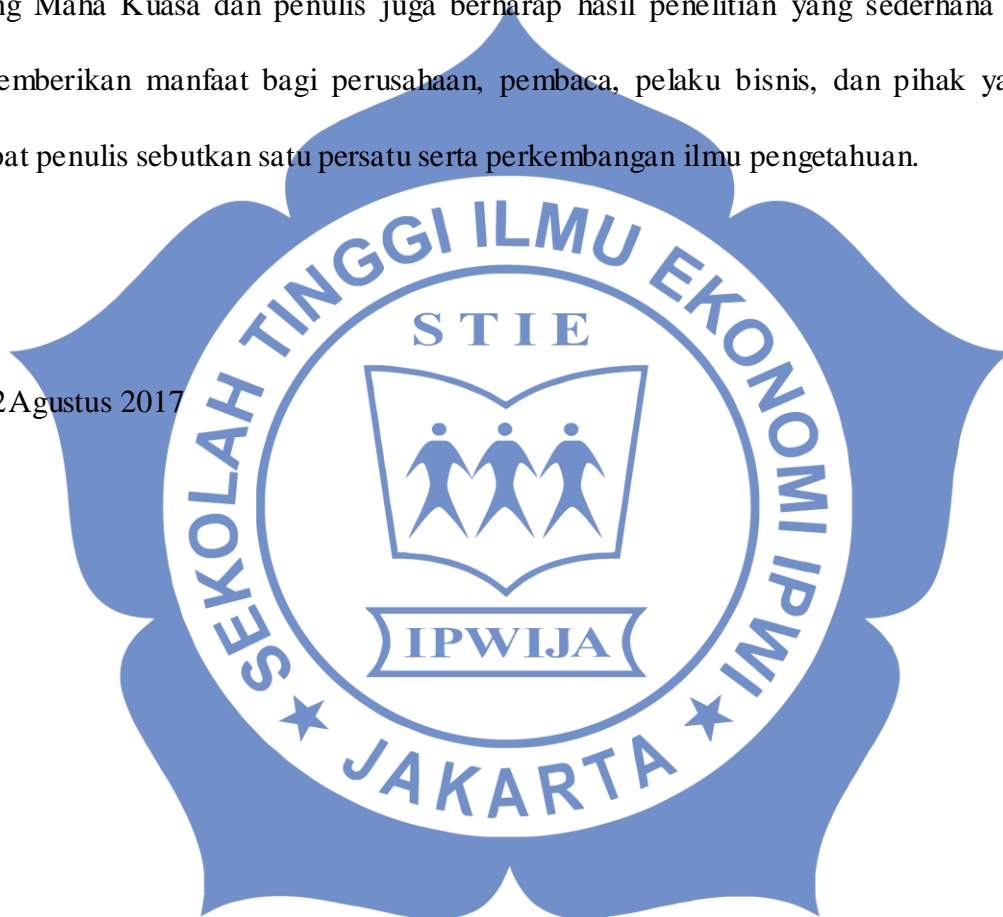 ng Maha Kuasa dan penulis juga berharap hasil penelitian yang sederhana
emberikan manfaat bagi perusahaan, pembaca, pelaku bisnis, dan pihak ya
pat penulis sebutkan satu persatu serta perkembangan ilmu pengetahuan.
SEKOLAH TINGGI ILMU EKONOMI IPWI
STIE
2Agustus 2017
IPWIJA
★ JAKARTA ★